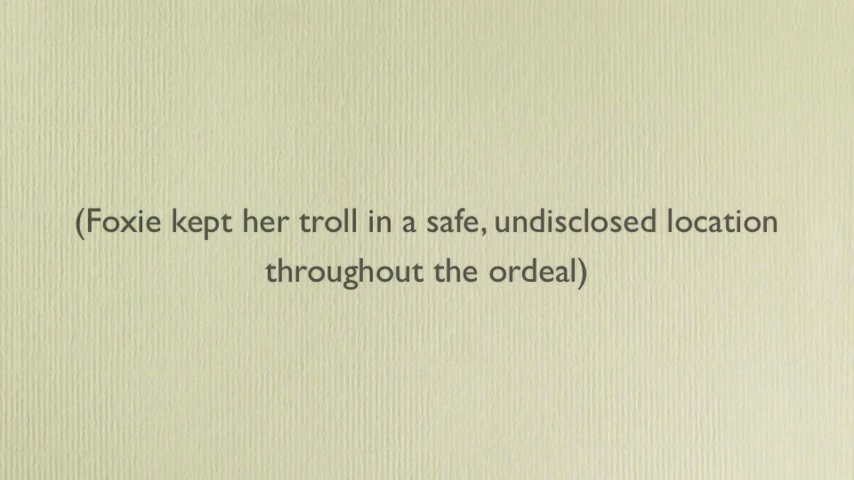 (Foxie kept her troll in a safe, undisclosed location
throughout the ordeal)